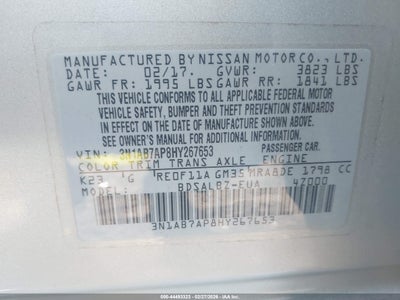 MANUFACTURED BY NISSAN MOTOR CO., LTD.
DATE: 02/17. GVWR: 3823 LBS
GAWR FR: 1995 LBS GAWR RR: 1841 LBS
THIS VEHICLE CONFORMS TO ALL APPLICABLE FEDERAL MOTOR
VEHICLE SAFETY, BUMPER AND THEFT PREVENTION STANDARDS
IN EFFECT ON THE DATE OF MANUFACTURE SHOWN ABOVE.
SEE OWNER'S MANUAL FOR ADDITIONAL INFORMATION.
VIN: 3N1AB7AP8HY267653 PASSENGER CAR.
COLOR TRIM TRANS AXLE ENGINE
K23 'G RE0F11A GM35 MRA8DE 1798 CC
BDSALBZ-EUA 4Z000
3N1AB7AP8HY267653